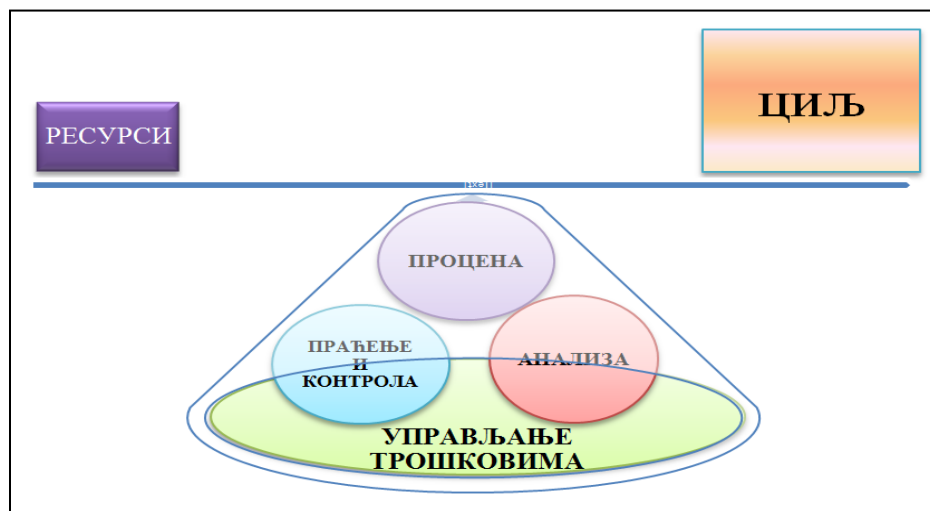 ЦИЉ
РЕСУРСИ
ПРОЦЕНА
ПРАЋЕЊЕ
И
КОНТРОЛА
АНАЛИЗА
УПРАВЉАЊЕ
ТРОШКОВИМА